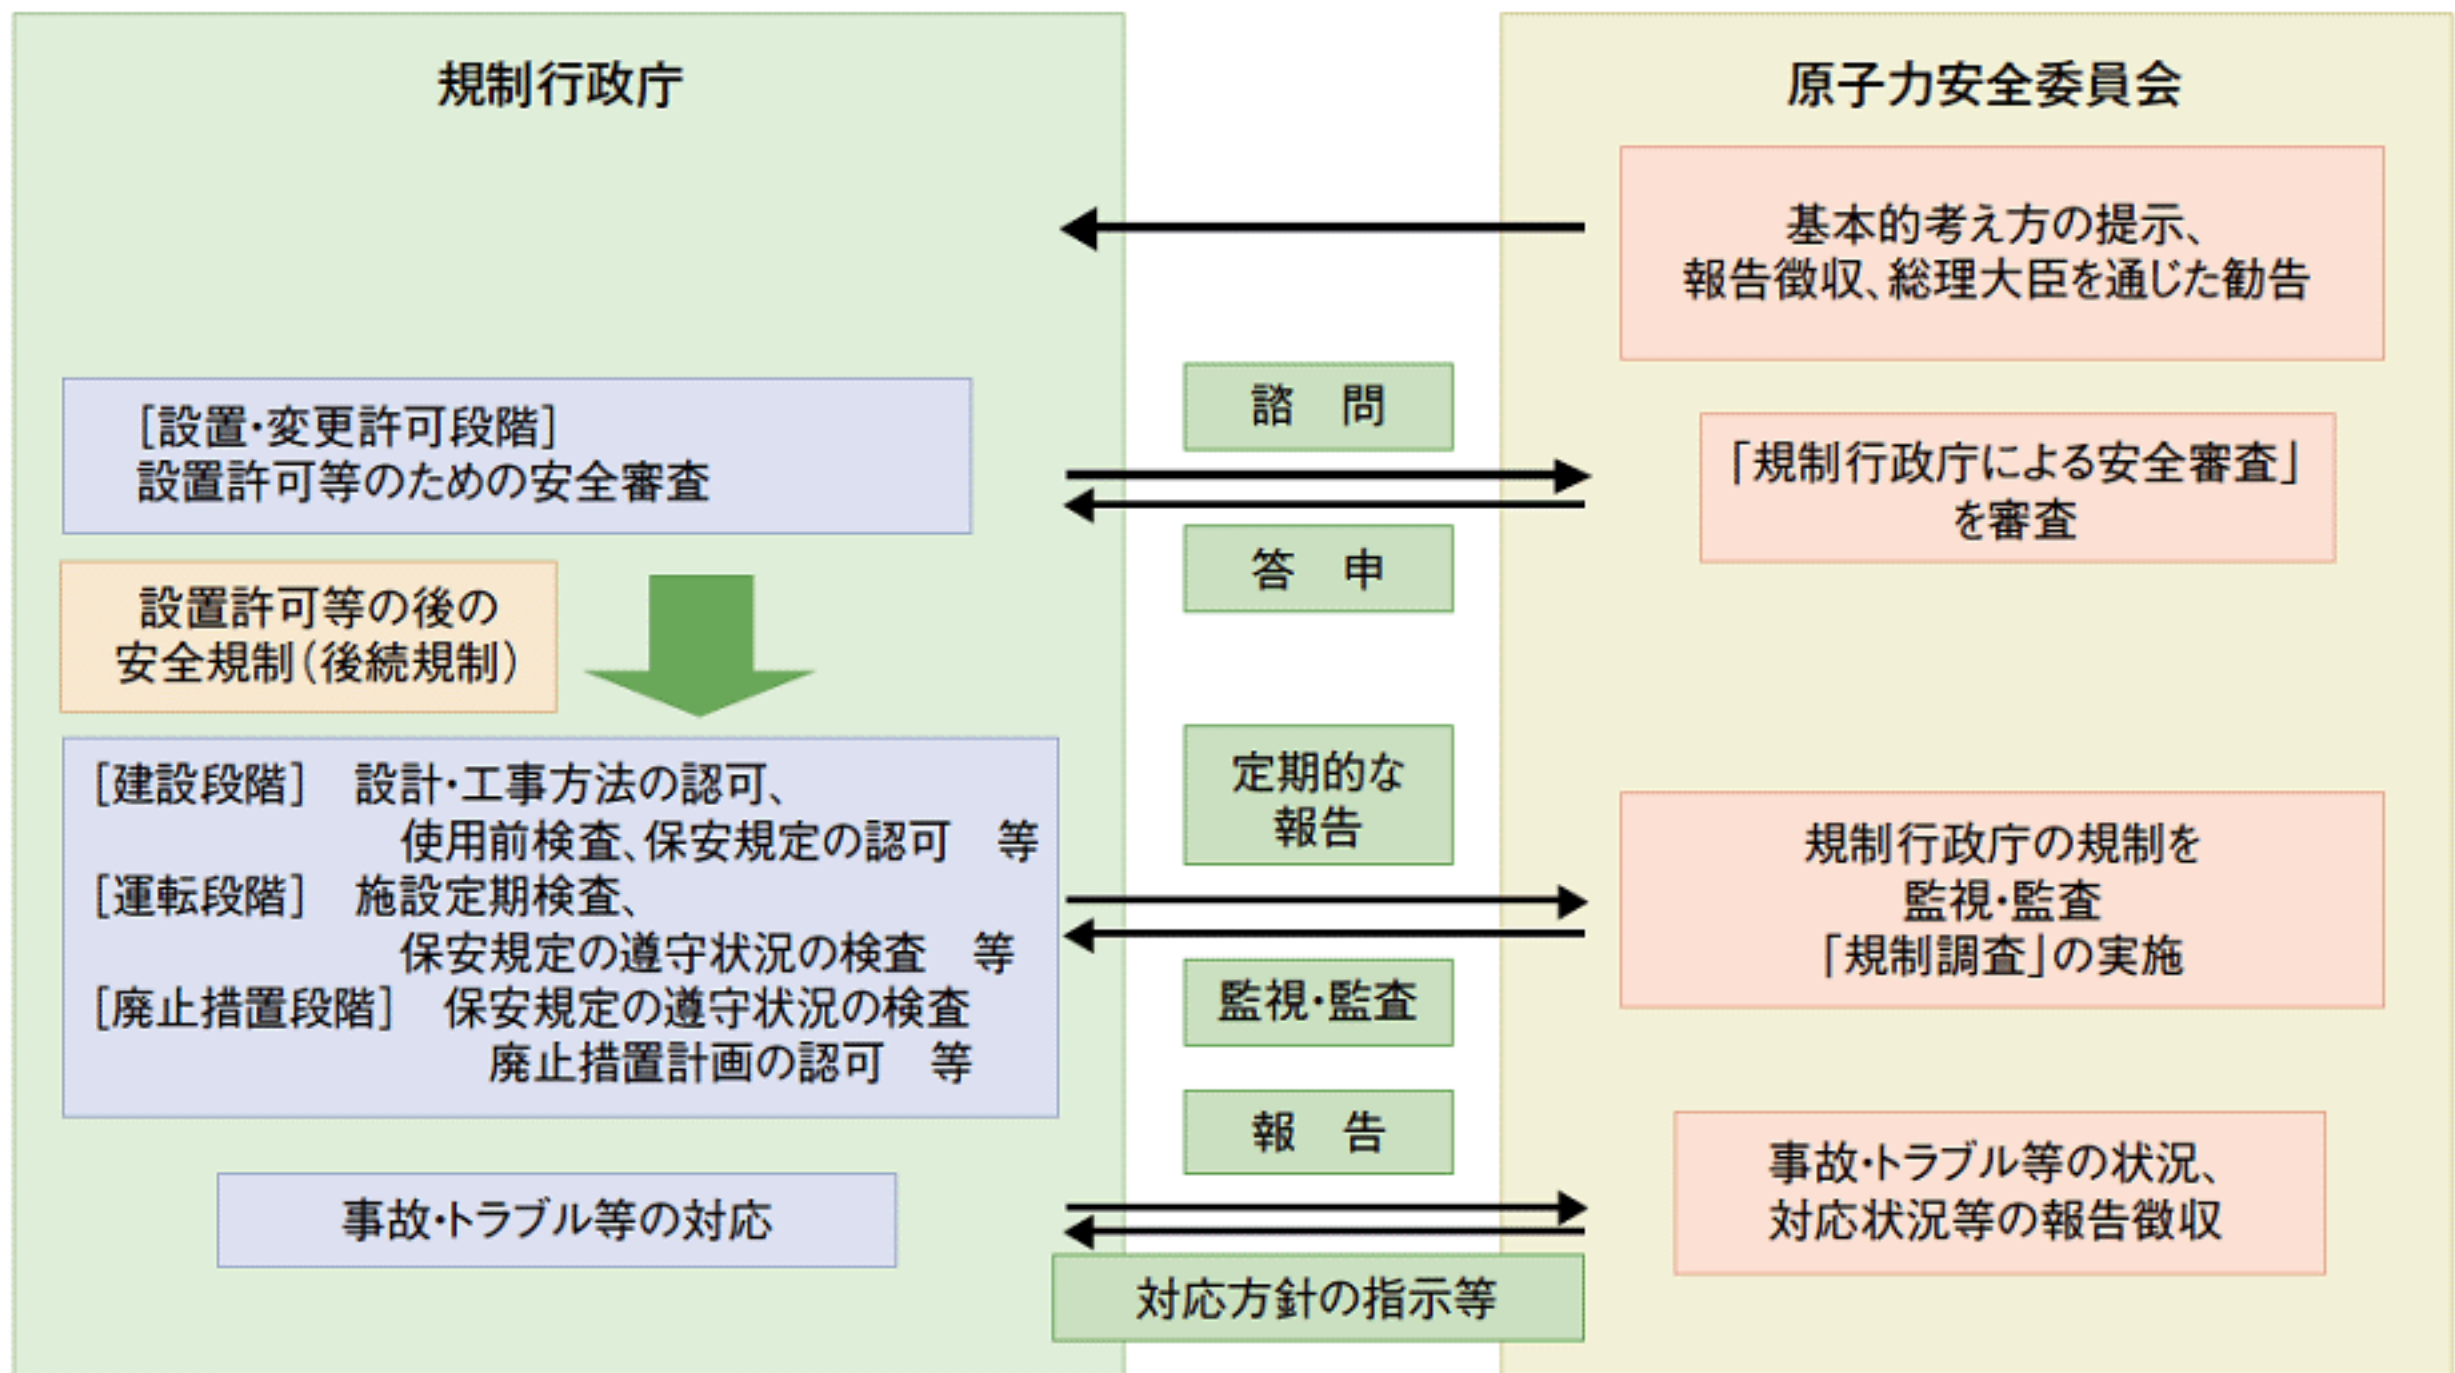 規制行政庁
原子力安全委員会
基本的考え方の提示、
報告徴収、総理大臣を通じた勧告
[設置・変更許可段階]
設置許可等のための安全審査
諮　問
答　申
「規制行政庁による安全審査」
を審査
設置許可等の後の
安全規制（後続規制）
[建設段階]　設計・工事方法の認可、
使用前検査、保安規定の認可　等
[運転段階]　施設定期検査、
保安規定の遵守状況の検査　等
[廃止措置段階]　保安規定の遵守状況の検査
廃止措置計画の認可　等
定期的な
報告
監視・監査
規制行政庁の規制を
監視・監査
「規制調査」の実施
事故・トラブル等の対応
報　告
対応方針の指示等
事故・トラブル等の状況、
対応状況等の報告徴収